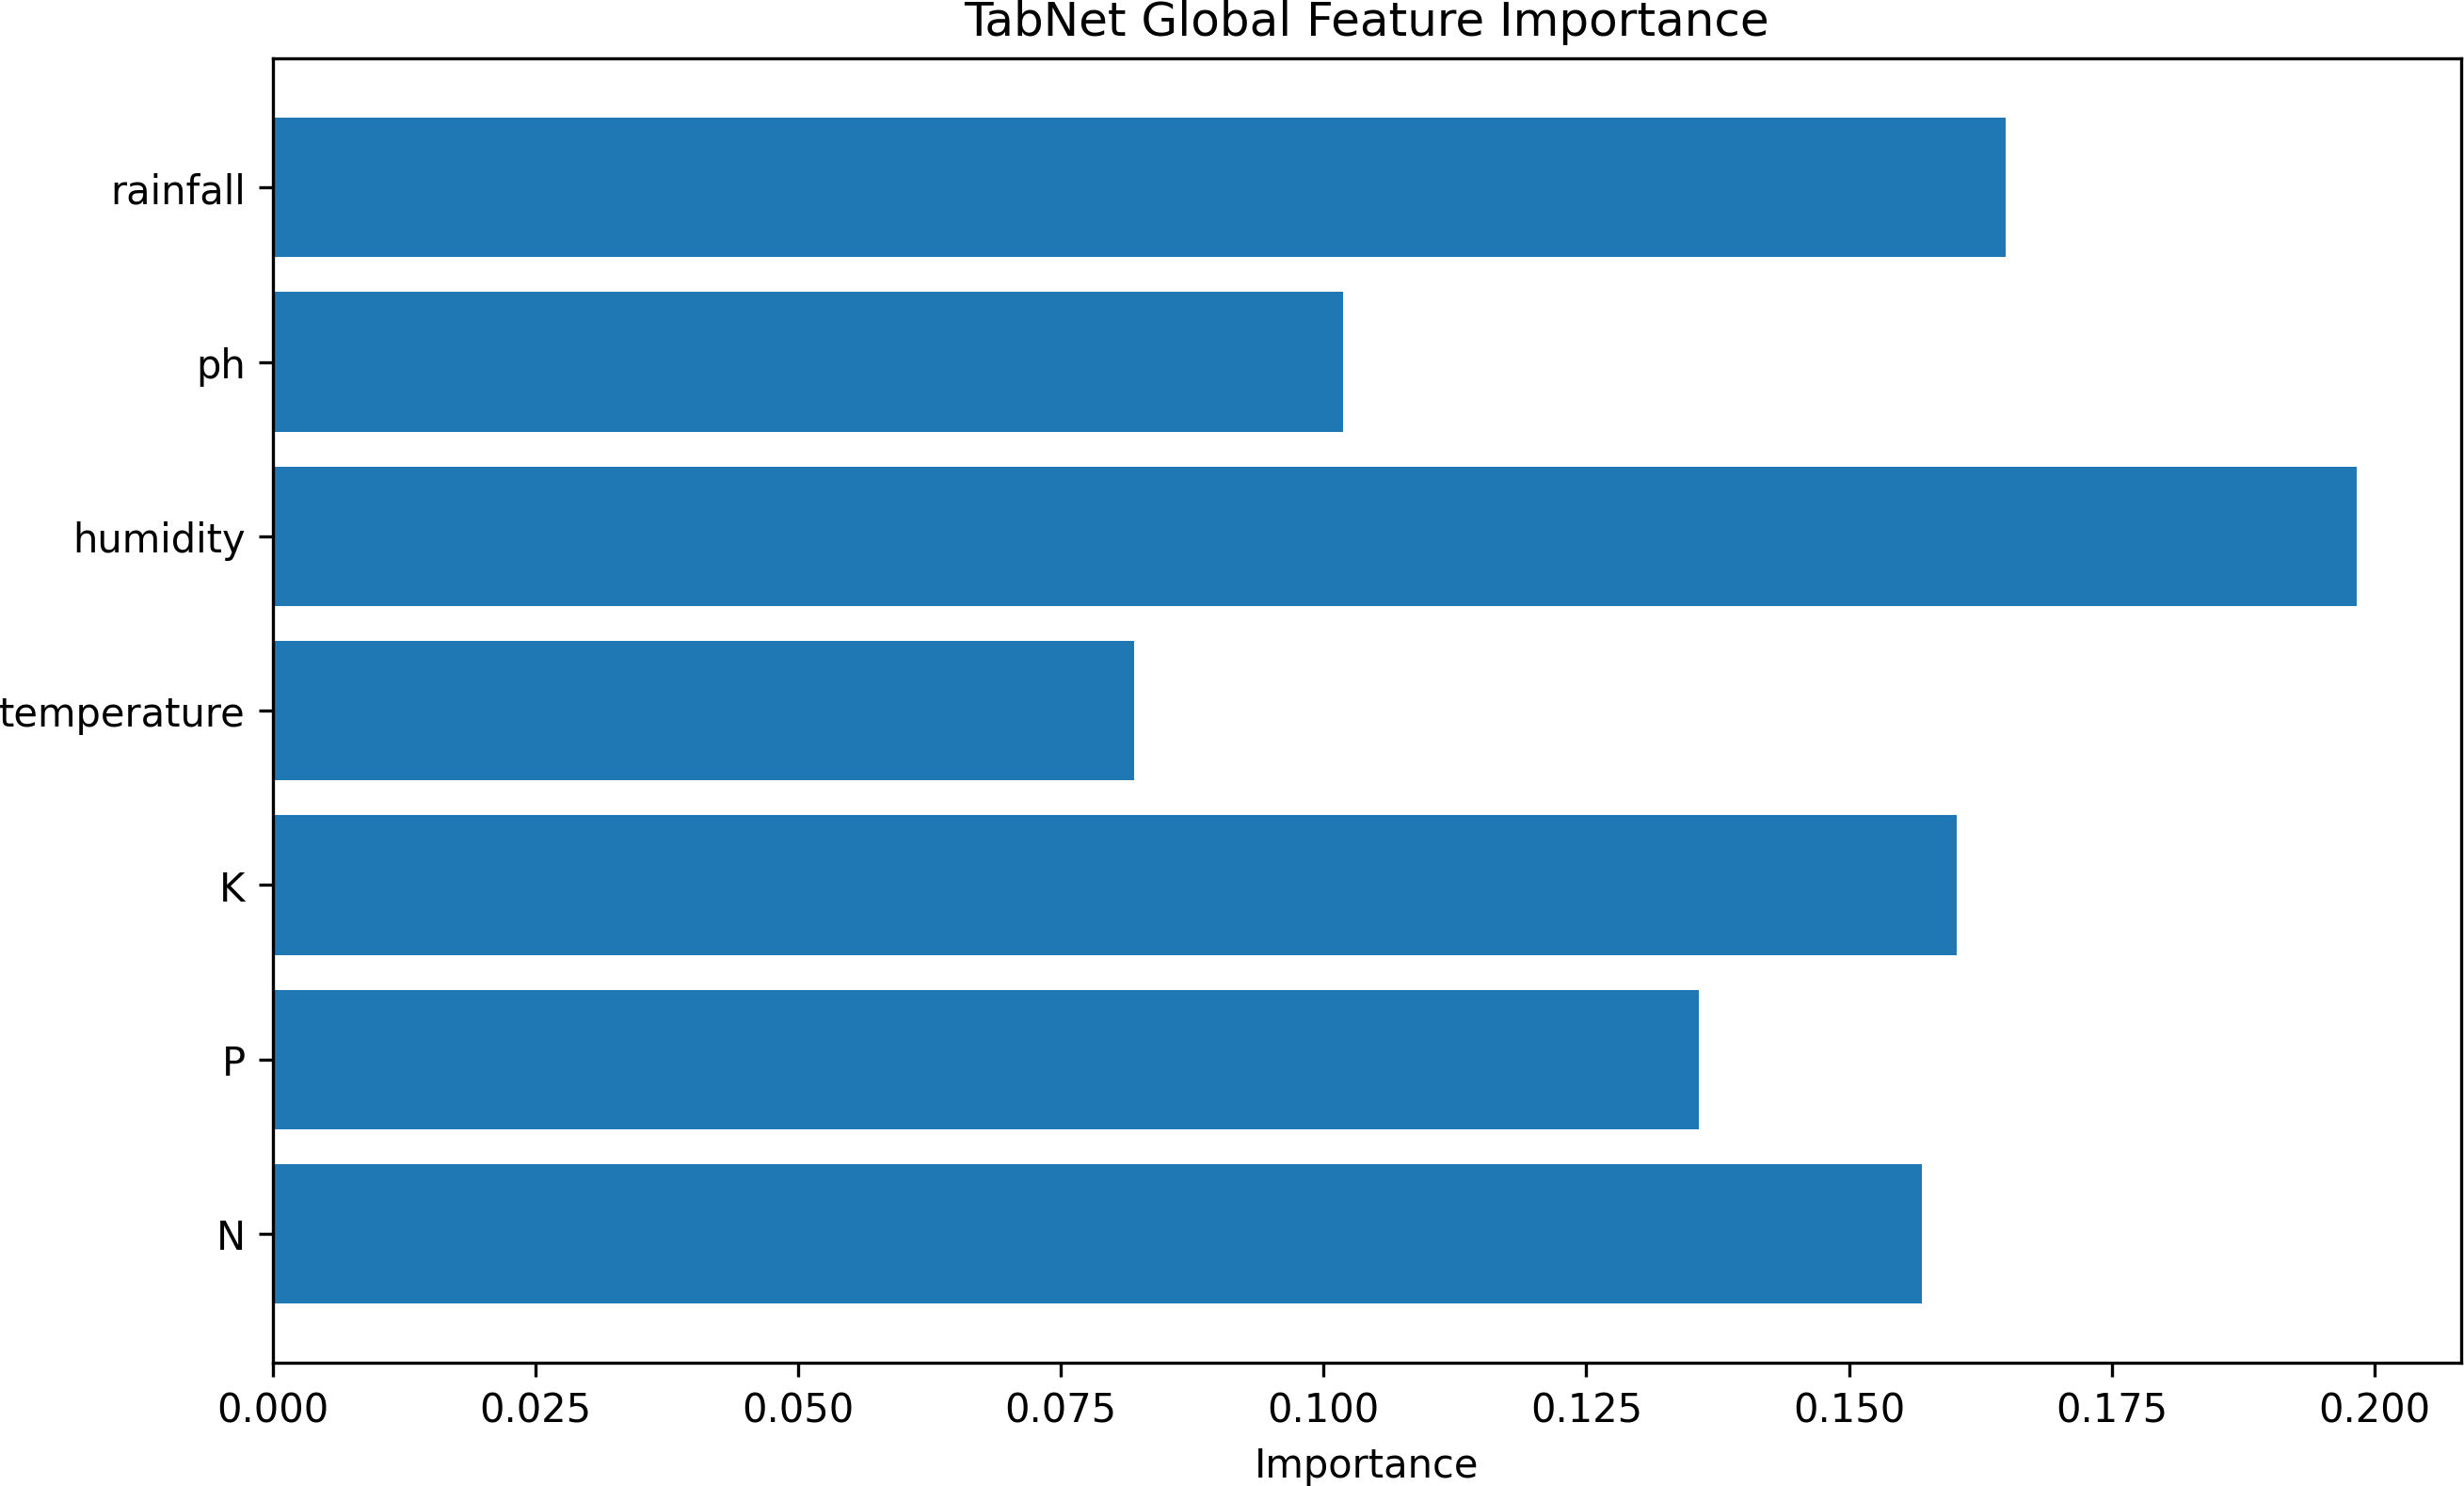 TabNet Global Feature Importance
rainfall
ph
humidity
temperature
K
P
N
0.000 0.025 0.050 0.075 0.100 0.125 0.150 0.175 0.200
Importance